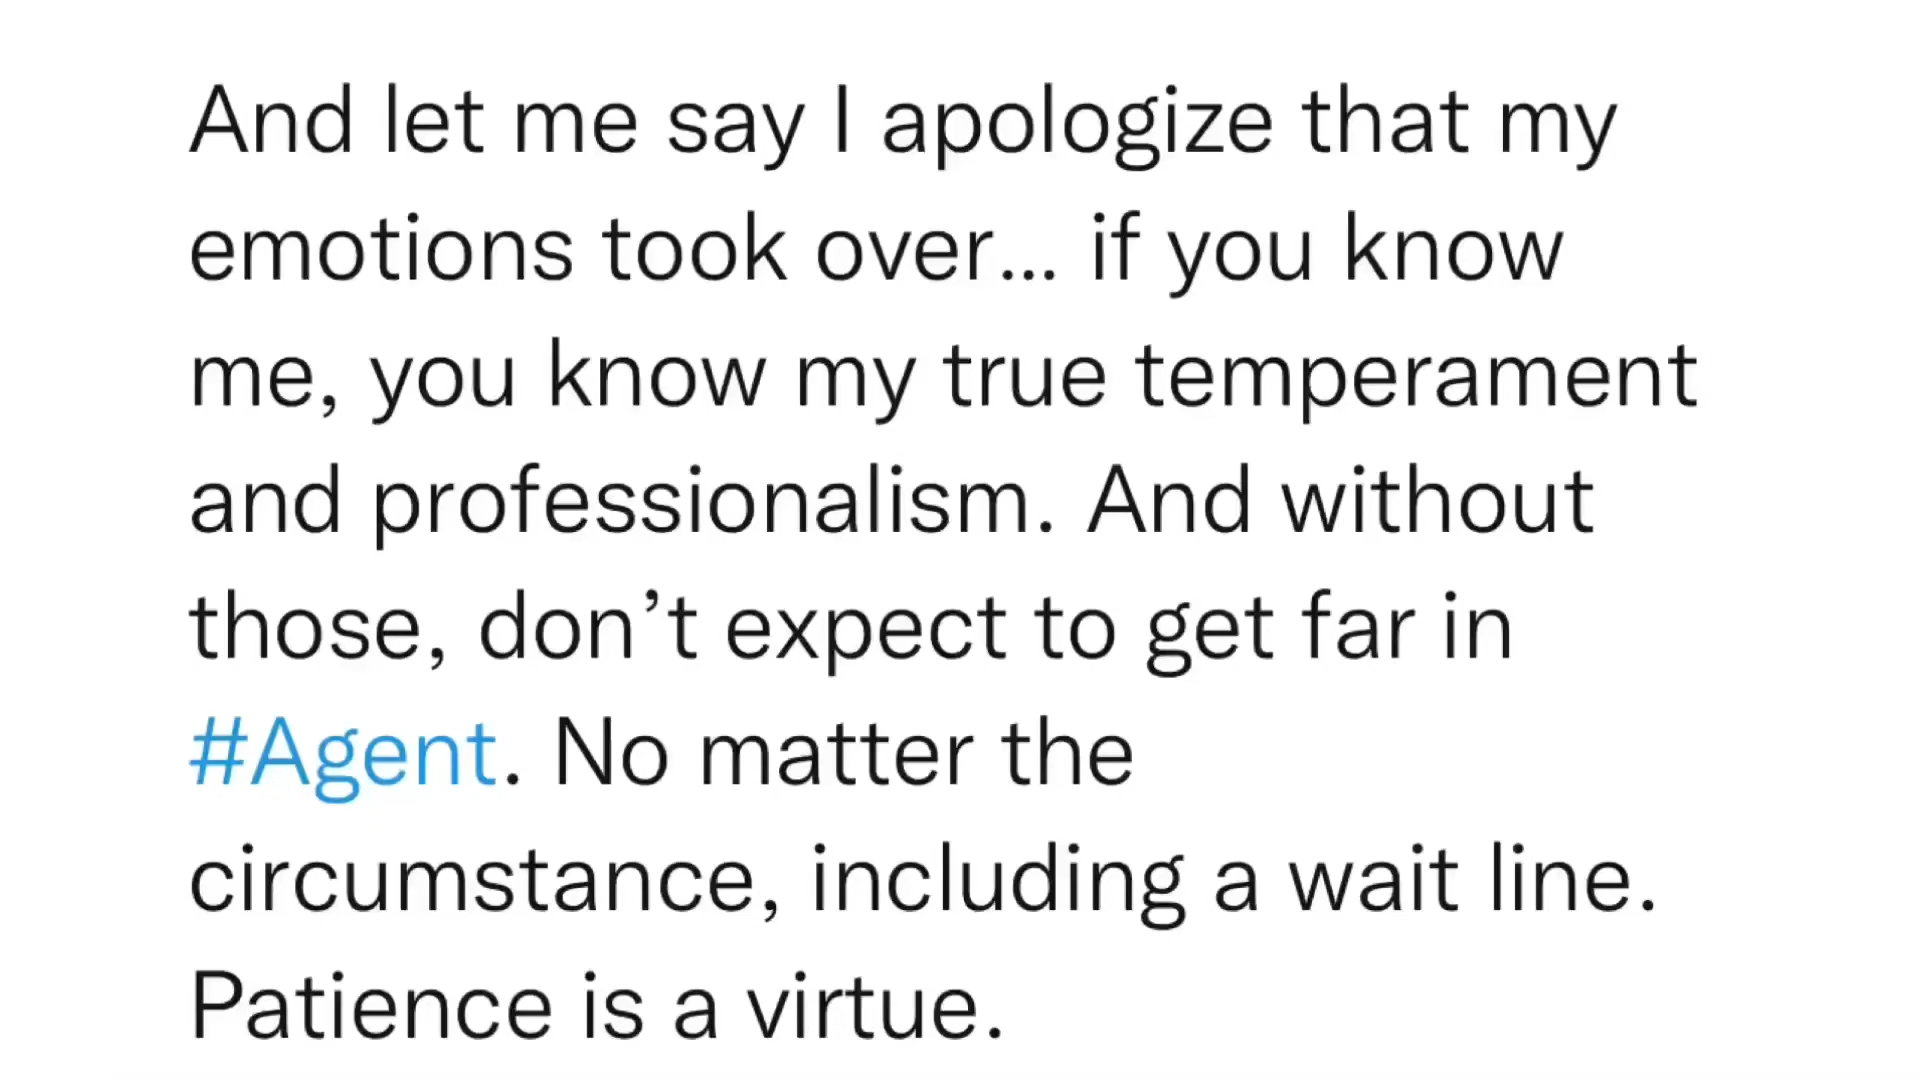 And let me say I apologize that my
emotions took over... if you know
me, you know my true temperament
and professionalism. And without
those, don’t expect to get far in
#Agent. No matter the
circumstance, including a wait line.
Patience is a virtue.